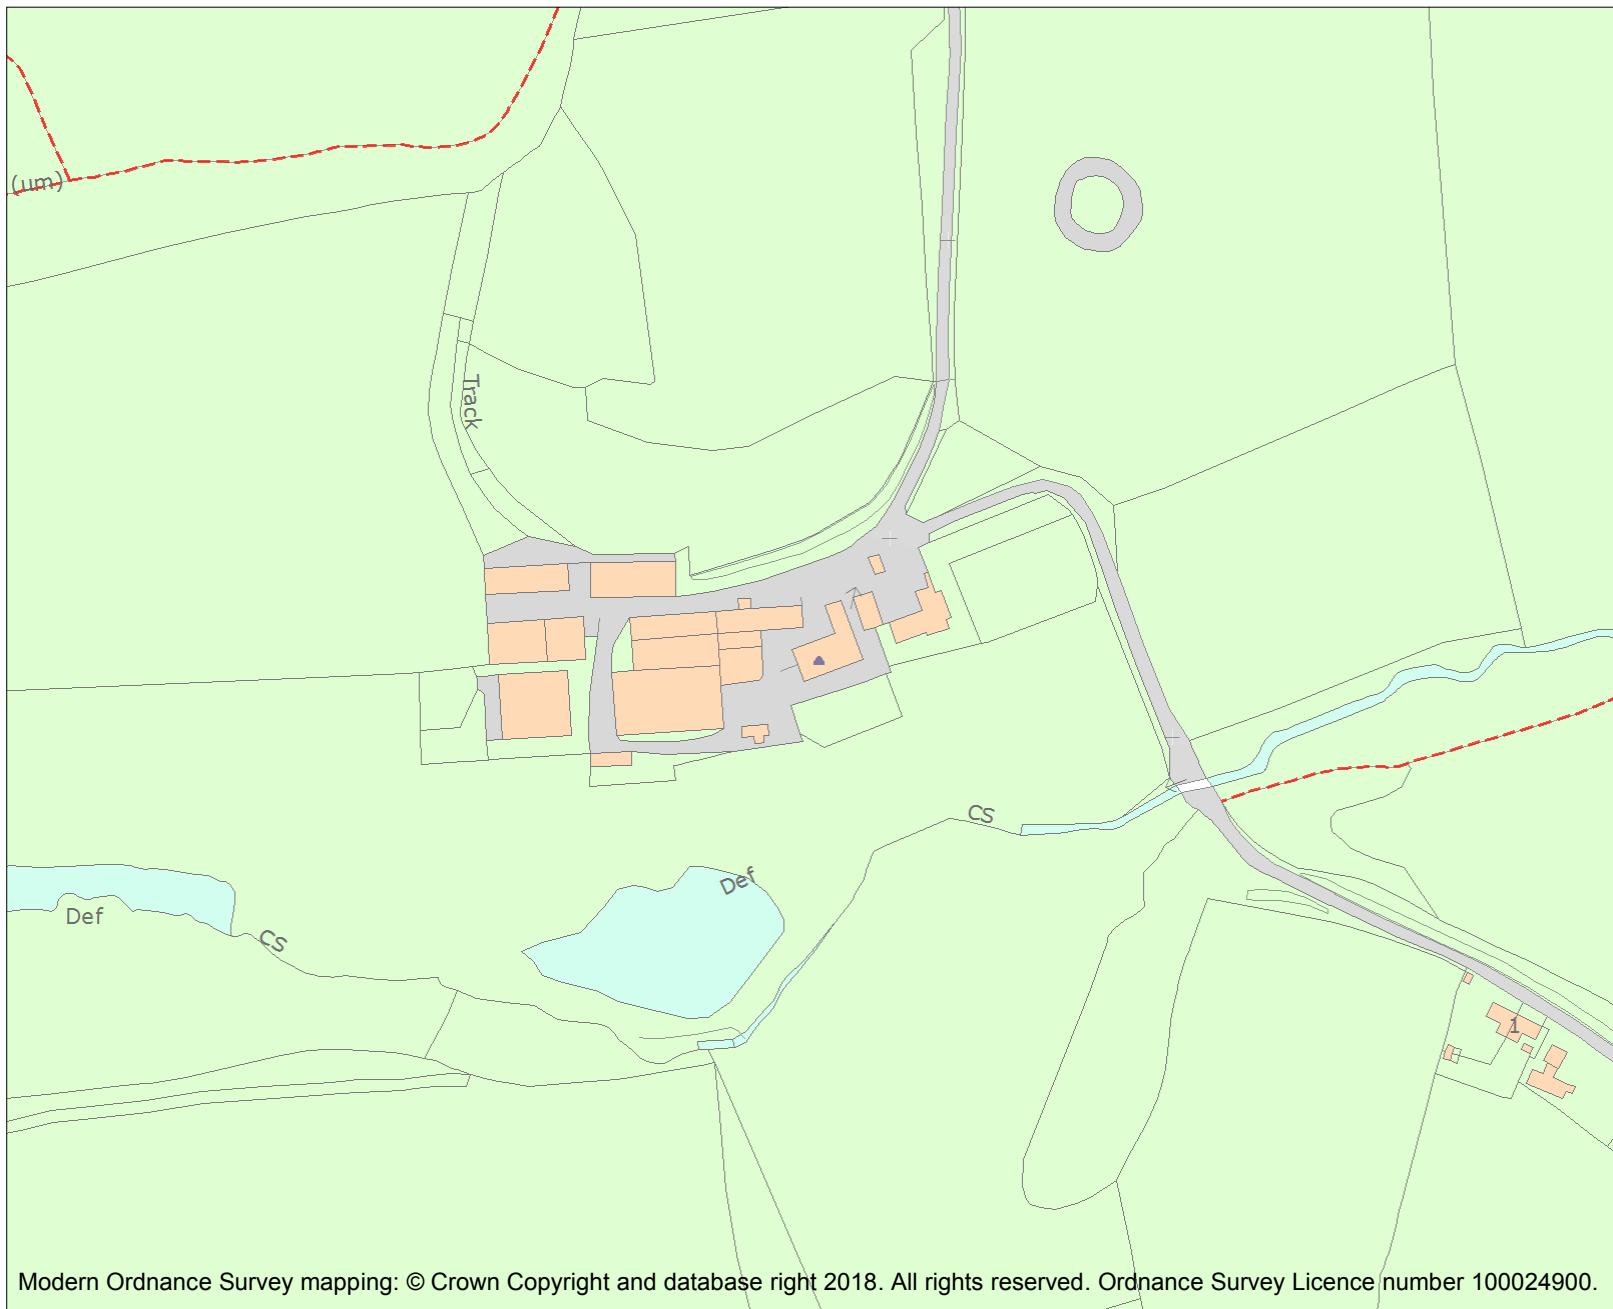 (um)
Track
CS
Def
Def
CS
1
Modern Ordnance Survey mapping: © Crown Copyright and database right 2018. All rights reserved. Ordnance Survey Licence number 100024900.